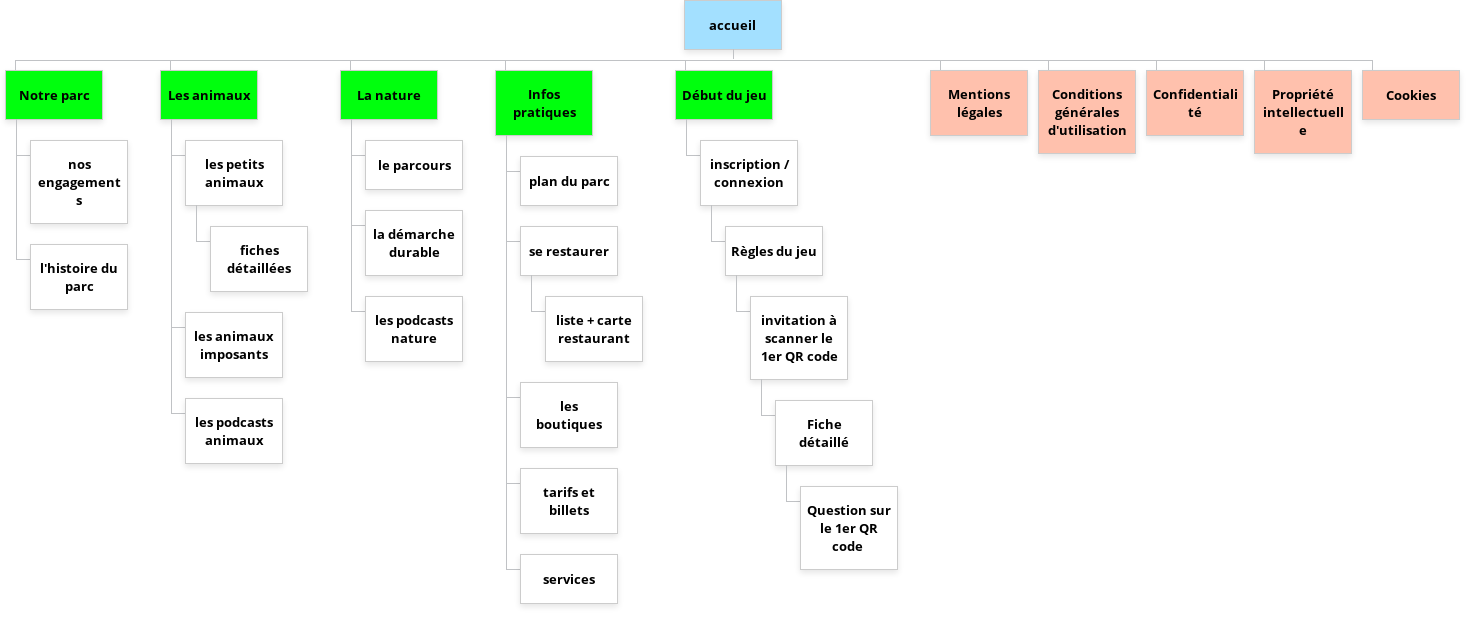 accueil
Notre parc
nos
engagement
s
l'histoire du
parc
Les animaux
les petits
animaux
fiches
détaillées
les animaux
imposants
les podcasts
animaux
La nature
le parcours
la démarche
durable
les podcasts
nature
Infos
pratiques
plan du parc
se restaurer
liste + carte
restaurant
les
boutiques
tarifs et
billets
services
Début du jeu
inscription /
connexion
Règles du jeu
invitation à
scanner le
1er QR code
Fiche
détaillé
Question sur
le 1er QR
code
Mentions
légales
Conditions
générales
d'utilisation
Confidentiali
té
Propriété
intellectuell
e
Cookies